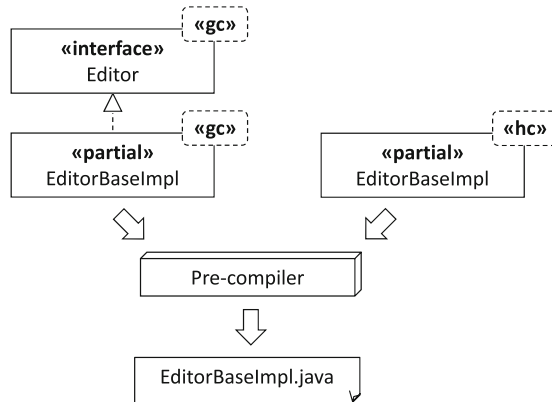 «gc»
«interface»
Editor
«gc»
«partial»
EditorBaseImpl
«hc»
«partial»
EditorBaseImpl
Pre-compiler
EditorBaseImpl.java